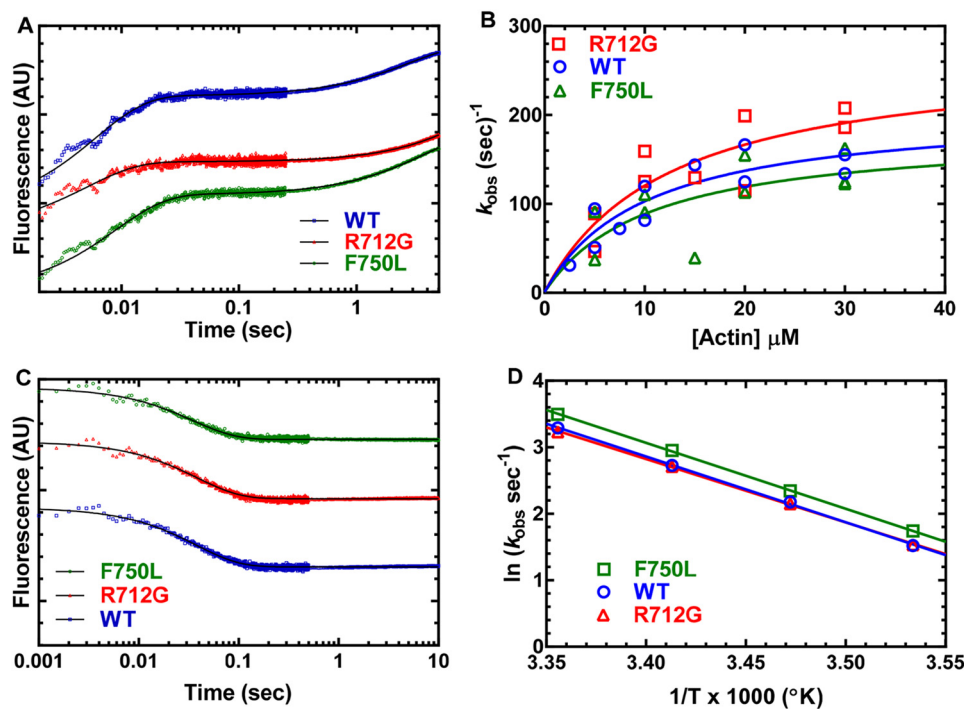 A
Fluorescence (AU)
WT
R712G
F750L
0.01
0.1
1
Time (sec)
B
k_obs (sec)^-1
300
200
100
0
R712G
WT
F750L
0
10
20
30
40
[Actin] μM
C
Fluorescence (AU)
F750L
R712G
WT
0.001
0.01
0.1
1
10
Time (sec)
D
ln (k_obs sec^-1)
4
3
2
1
0
F750L
WT
R712G
3.35
3.40
3.45
3.50
3.55
1/T x 1000 (°K)